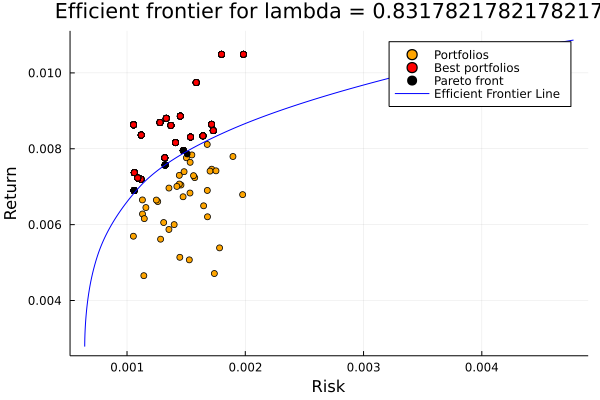 Efficient frontier for lambda = 0.8317821782178217
Portfolios
Best portfolios
Pareto front
Efficient Frontier Line
Return
0.010
0.008
0.006
0.004
0.001
0.002
0.003
0.004
Risk